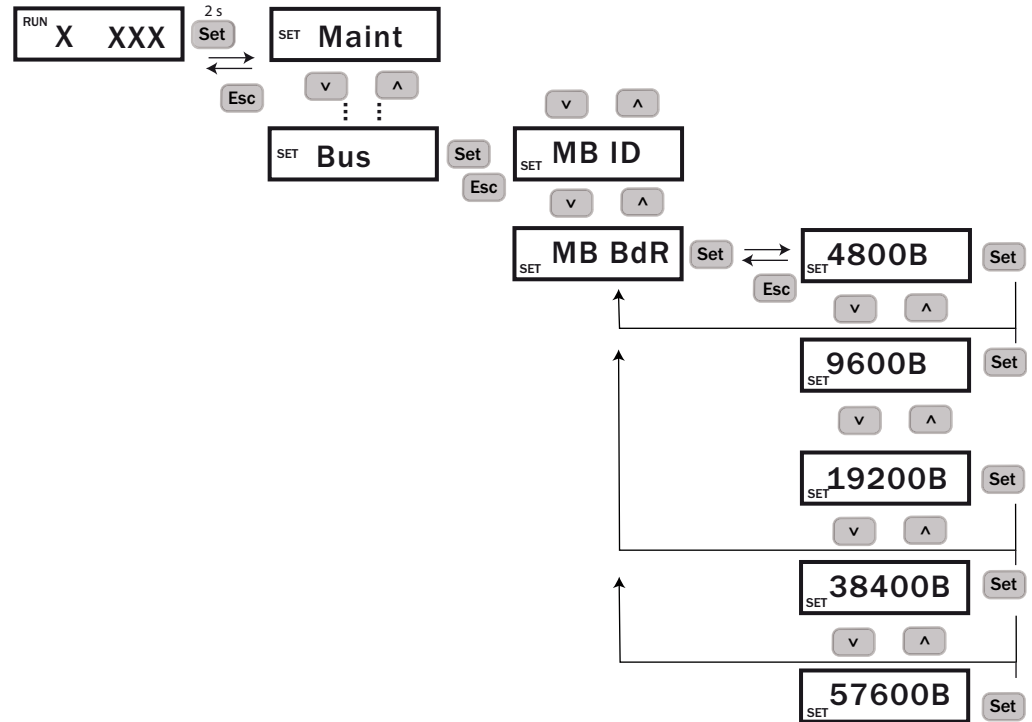 2 s
RUN X XXX Set SET Maint
Esc v ^
SET Bus Set
Esc
v ^
SET MB ID
v ^
SET MB BdR Set
Esc
SET 4800B Set
v ^
SET 9600B Set
v ^
SET 19200B Set
v ^
SET 38400B Set
v ^
SET 57600B Set